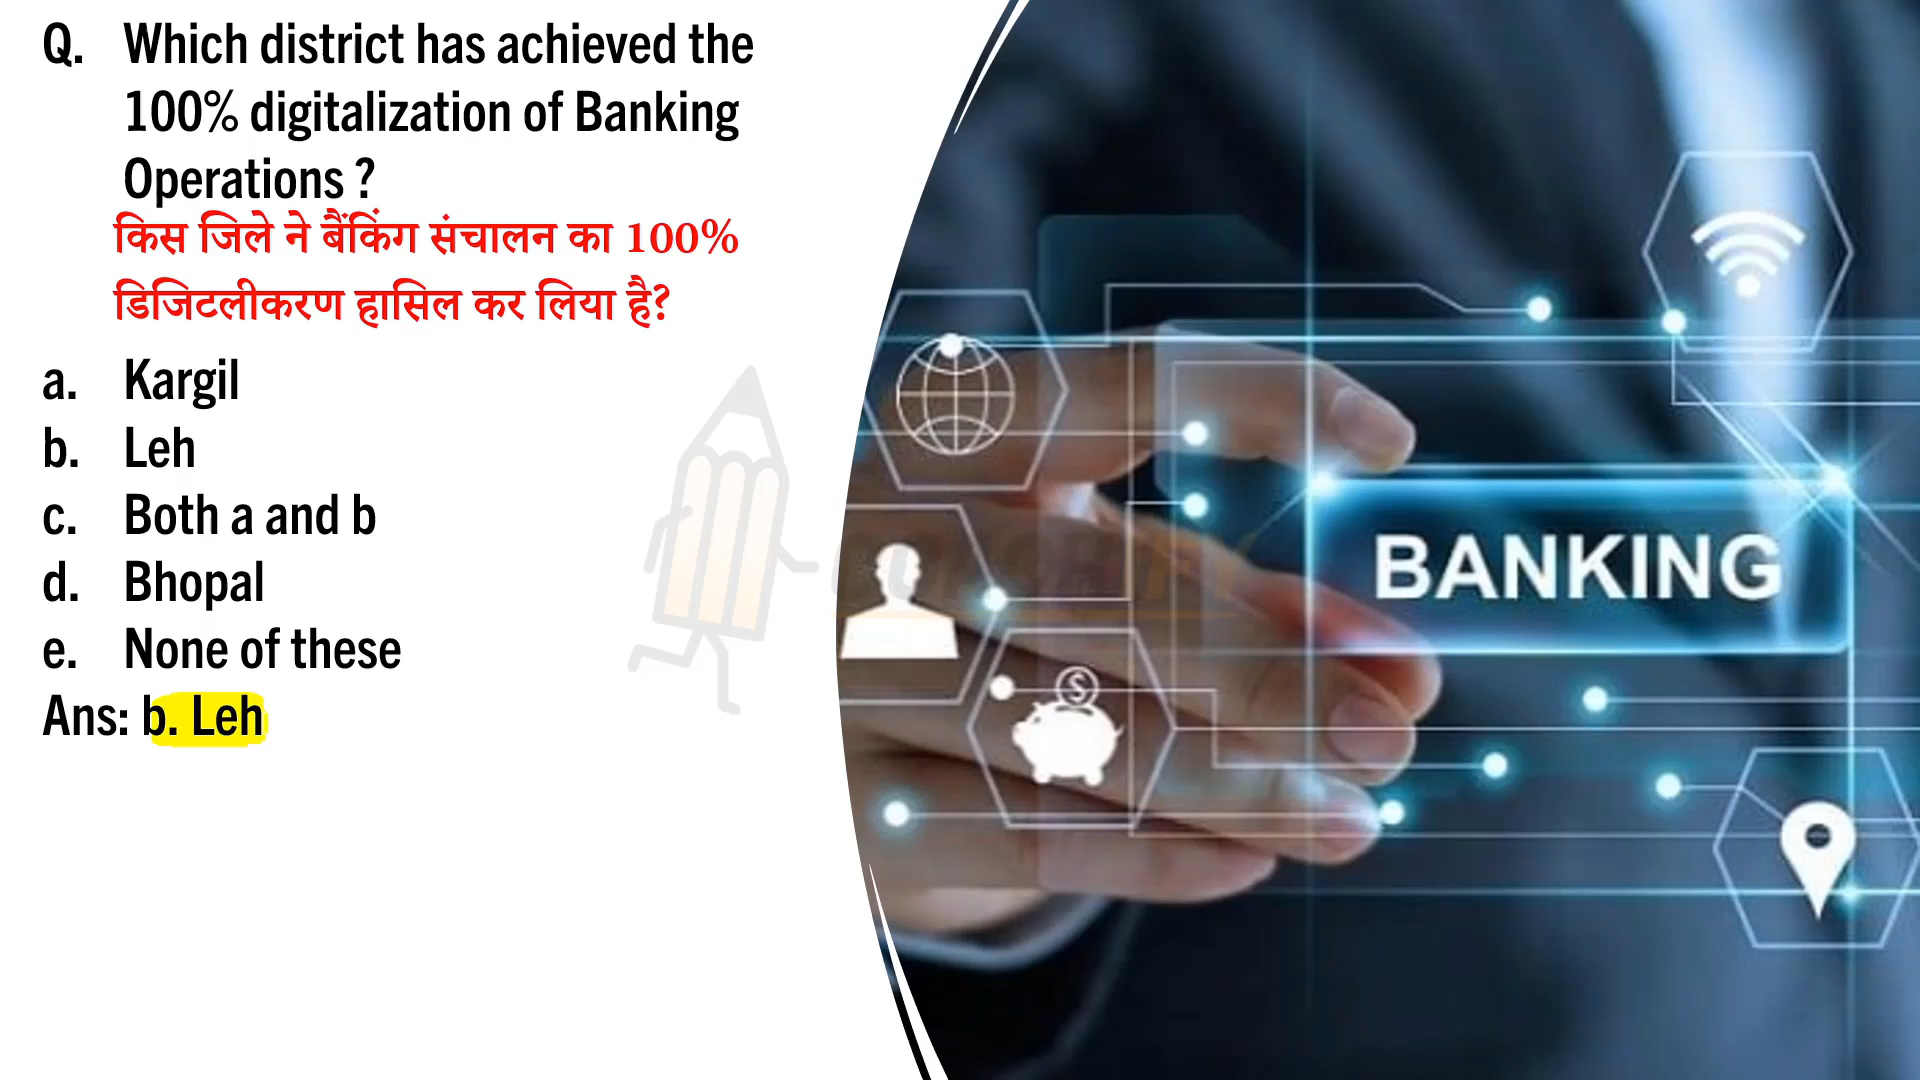 Q. Which district has achieved the
100% digitalization of Banking
Operations ?
किस जिले ने बैंकिंग संचालन का 100%
डिजिटलीकरण हासिल कर लिया है?
a. Kargil
b. Leh
c. Both a and b
d. Bhopal
e. None of these
Ans: b. Leh
BANKING